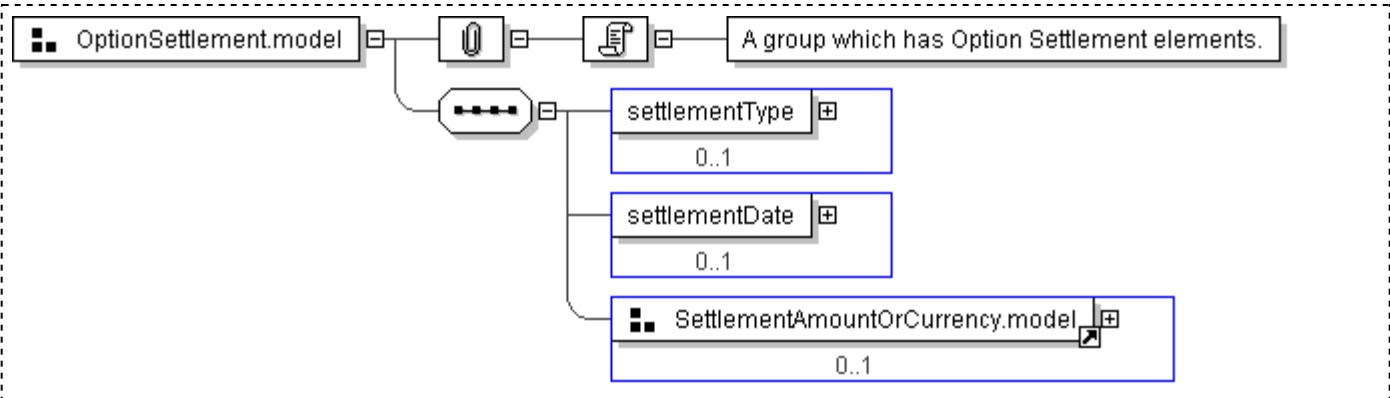 OptionSettlement.model
A group which has Option Settlement elements.
settlementType
0..1
settlementDate
0..1
SettlementAmountOrCurrency.model
0..1